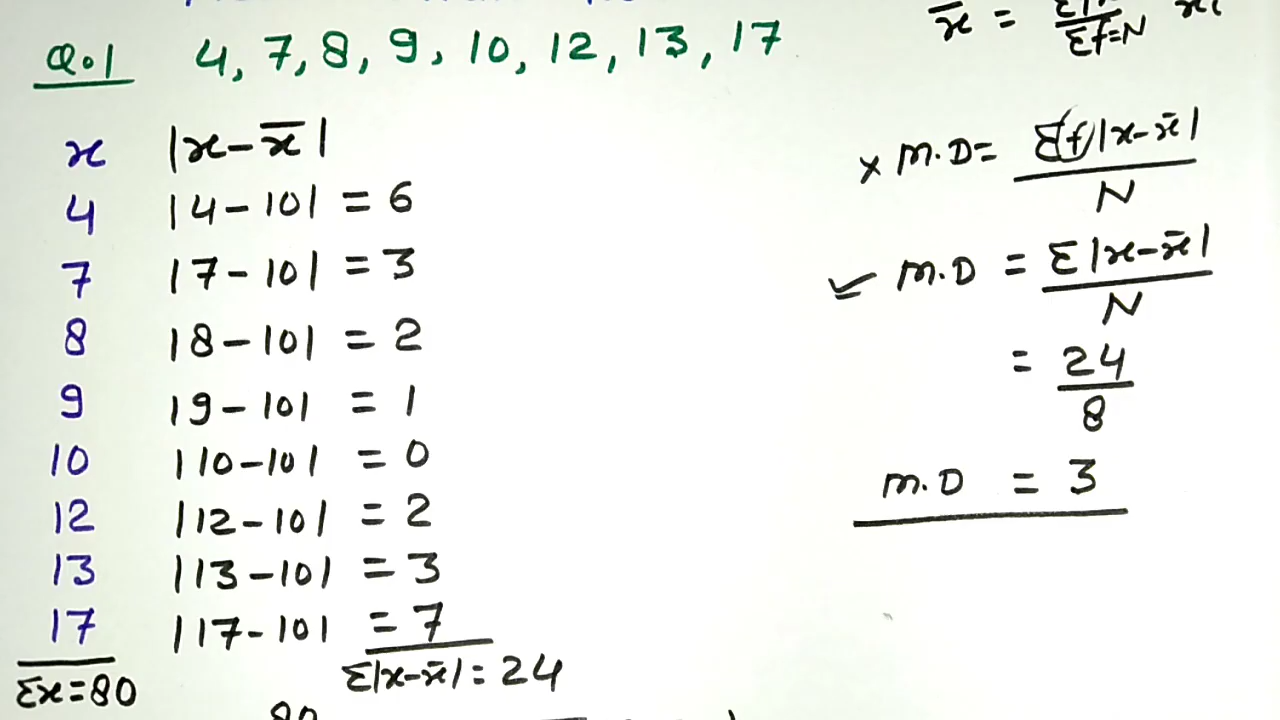 x̄ = Σf=N
Q.1 4, 7, 8, 9, 10, 12, 13, 17
x |x-x̄|
4 |4-10| = 6
7 |7-10| = 3
8 |8-10| = 2
9 |9-10| = 1
10 |10-10| = 0
12 |12-10| = 2
13 |13-10| = 3
17 |17-10| = 7
Σx=80 Σ|x-x̄| = 24
× M.D = Σ(f)|x-x̄| / N
✓ M.D = Σ|x-x̄| / N
= 24 / 8
M.D = 3